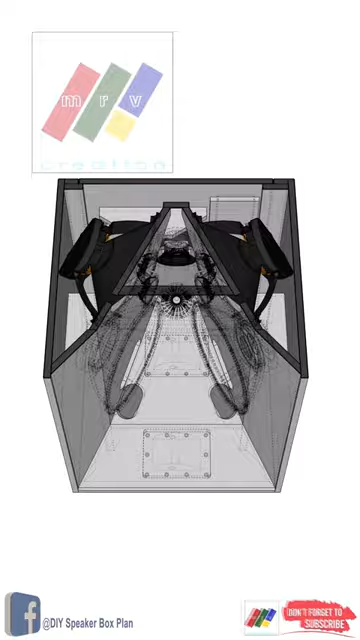 m r v
creation
@DIY Speaker Box Plan
DON'T FORGET TO
SUBSCRIBE